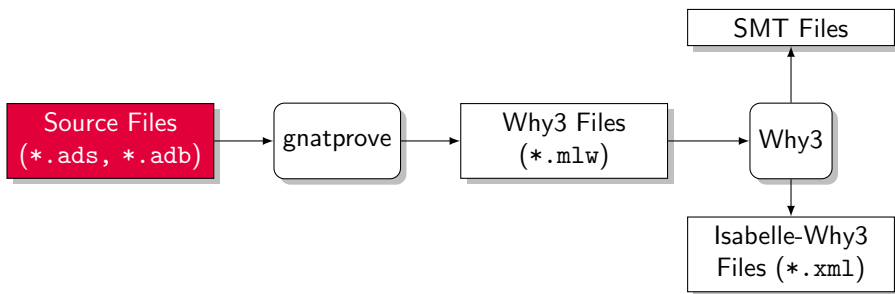 SMT Files
Source Files
(*.ads, *.adb)
gnatprove
Why3 Files
(*.mlw)
Why3
Isabelle-Why3
Files (*.xml)